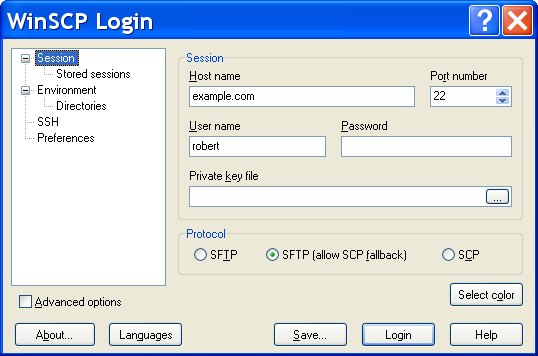 WinSCP Login
Session
Stored sessions
Environment
Directories
SSH
Preferences
Session
Host name
Port number
example.com
22
User name
Password
robert
Private key file
...
Protocol
SFTP
SFTP (allow SCP fallback)
SCP
Advanced options
Select color
About...
Languages
Save...
Login
Help